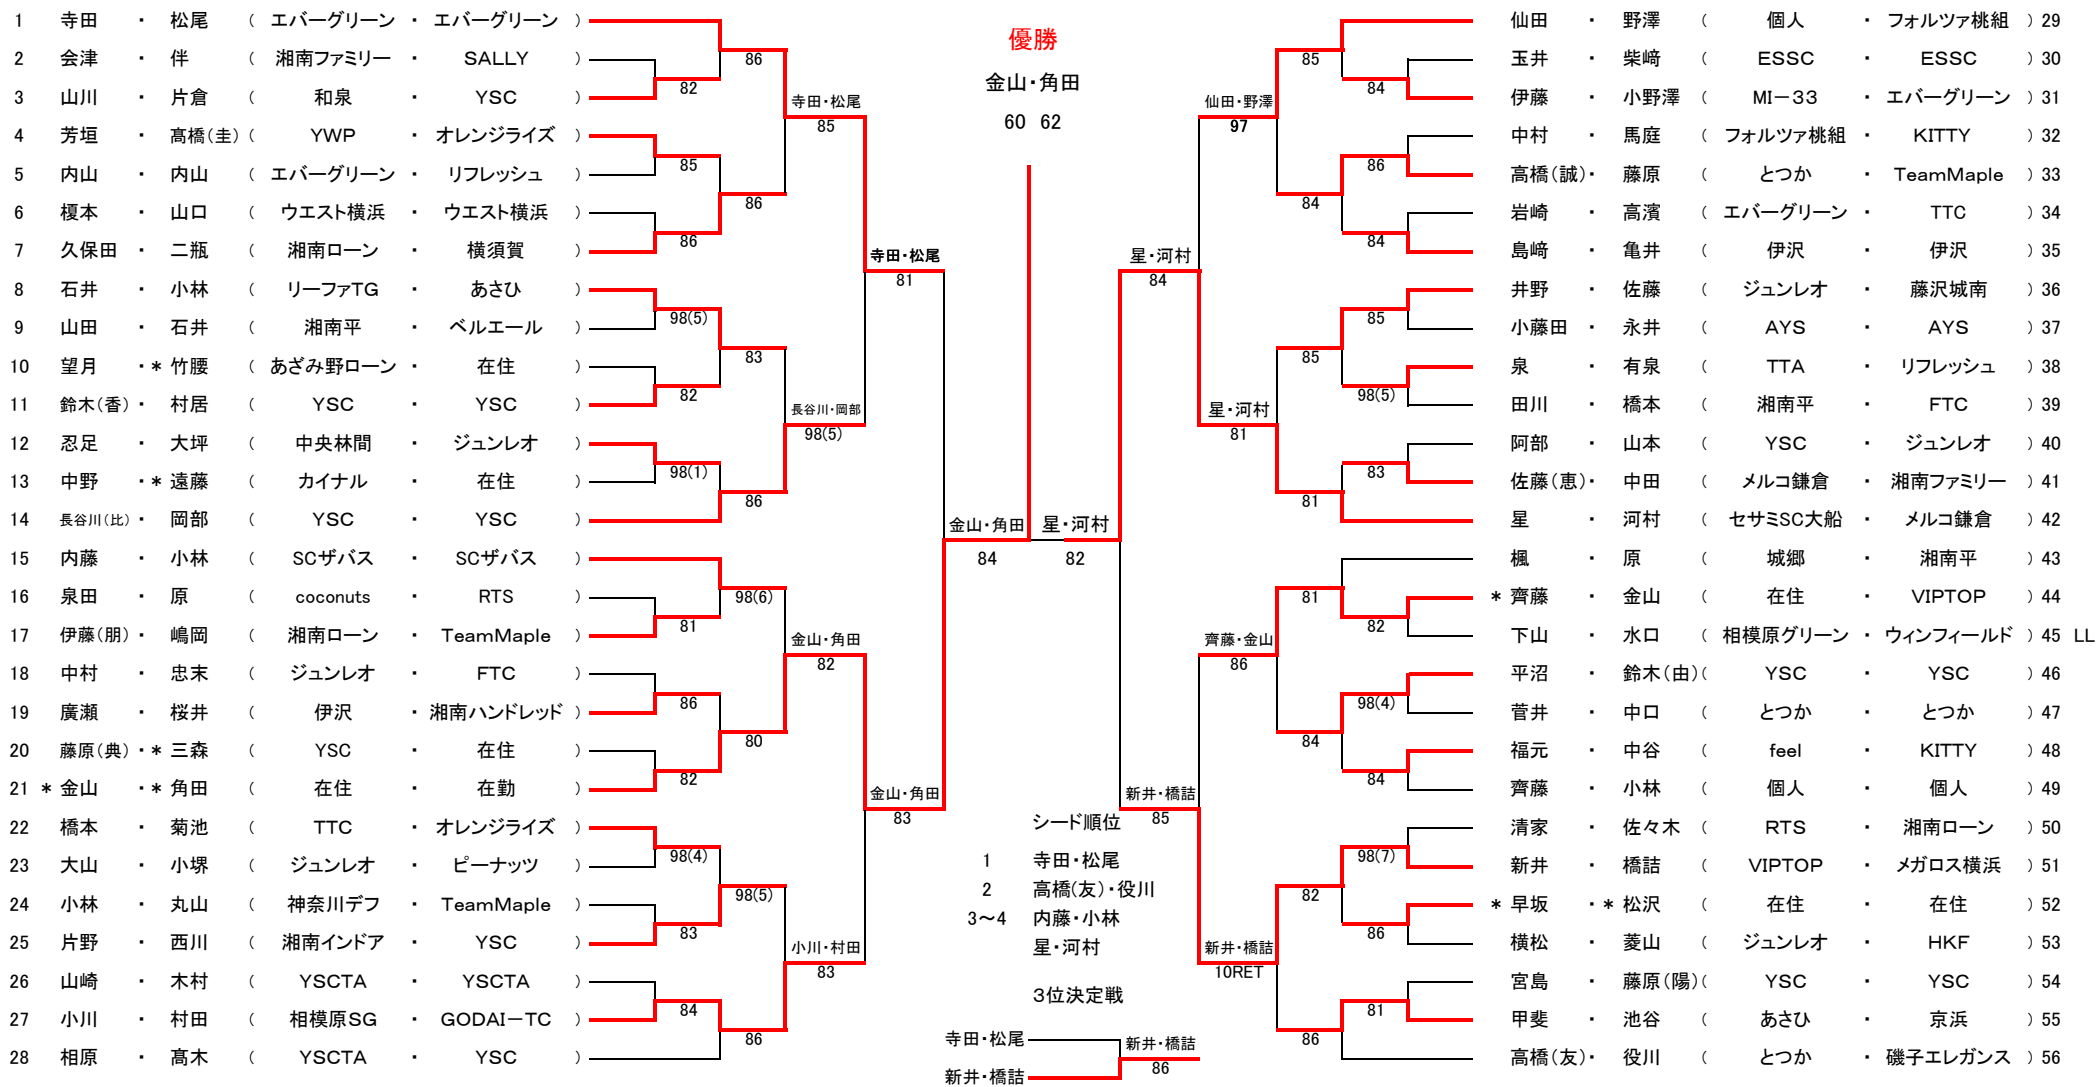 優勝
金山・角田
60 62
1 寺田 ・ 松尾 ( エバーグリーン ・ エバーグリーン )
2 会津 ・ 伴 ( 湘南ファミリー ・ SALLY )
3 山川 ・ 片倉 ( 和泉 ・ YSC )
4 芳垣 ・ 髙橋(圭) ( YWP ・ オレンジライズ )
5 内山 ・ 内山 ( エバーグリーン ・ リフレッシュ )
6 榎本 ・ 山口 ( ウエスト横浜 ・ ウエスト横浜 )
7 久保田 ・ 二瓶 ( 湘南ローン ・ 横須賀 )
8 石井 ・ 小林 ( リーファTG ・ あさひ )
9 山田 ・ 石井 ( 湘南平 ・ ベルエール )
10 望月 ・ * 竹腰 ( あざみ野ローン ・ 在住 )
11 鈴木(香) ・ 村居 ( YSC ・ YSC )
12 忍足 ・ 大坪 ( 中央林間 ・ ジュンレオ )
13 中野 ・ * 遠藤 ( カイナル ・ 在住 )
14 長谷川(比) ・ 岡部 ( YSC ・ YSC )
15 内藤 ・ 小林 ( SCザバス ・ SCザバス )
16 泉田 ・ 原 ( coconuts ・ RTS )
17 伊藤(朋) ・ 嶋岡 ( 湘南ローン ・ TeamMaple )
18 中村 ・ 忠末 ( ジュンレオ ・ FTC )
19 廣瀬 ・ 桜井 ( 伊沢 ・ 湘南ハンドレッド )
20 藤原(典) ・ * 三森 ( YSC ・ 在住 )
21 * 金山 ・ * 角田 ( 在住 ・ 在勤 )
22 橋本 ・ 菊池 ( TTC ・ オレンジライズ )
23 大山 ・ 小堺 ( ジュンレオ ・ ピーナッツ )
24 小林 ・ 丸山 ( 神奈川デフ ・ TeamMaple )
25 片野 ・ 西川 ( 湘南インドア ・ YSC )
26 山崎 ・ 木村 ( YSCTA ・ YSCTA )
27 小川 ・ 村田 ( 相模原SG ・ GODAI－TC )
28 相原 ・ 髙木 ( YSCTA ・ YSC )
82
85
86
98(5)
82
98(1)
81
86
82
98(4)
83
84
86
86
83
86
98(6)
80
98(5)
86
寺田・松尾
85
長谷川・岡部
98(5)
金山・角田
82
小川・村田
83
寺田・松尾
81
金山・角田
83
金山・角田
84
星・河村
82
星・河村
84
新井・橋詰
85
仙田・野澤
97
星・河村
81
齊藤・金山
86
新井・橋詰
10RET
85
84
85
81
81
84
82
86
84
86
84
85
98(5)
83
82
98(4)
84
98(7)
86
81
仙田 ・ 野澤 ( 個人 ・ フォルツァ桃組 ) 29
玉井 ・ 柴﨑 ( ESSC ・ ESSC ) 30
伊藤 ・ 小野澤 ( MI－33 ・ エバーグリーン ) 31
中村 ・ 馬庭 ( フォルツァ桃組 ・ KITTY ) 32
高橋(誠) ・ 藤原 ( とつか ・ TeamMaple ) 33
岩崎 ・ 高濱 ( エバーグリーン ・ TTC ) 34
島﨑 ・ 亀井 ( 伊沢 ・ 伊沢 ) 35
井野 ・ 佐藤 ( ジュンレオ ・ 藤沢城南 ) 36
小藤田 ・ 永井 ( AYS ・ AYS ) 37
泉 ・ 有泉 ( TTA ・ リフレッシュ ) 38
田川 ・ 橋本 ( 湘南平 ・ FTC ) 39
阿部 ・ 山本 ( YSC ・ ジュンレオ ) 40
佐藤(恵) ・ 中田 ( メルコ鎌倉 ・ 湘南ファミリー ) 41
星 ・ 河村 ( セサミSC大船 ・ メルコ鎌倉 ) 42
楓 ・ 原 ( 城郷 ・ 湘南平 ) 43
* 齊藤 ・ 金山 ( 在住 ・ VIPTOP ) 44
下山 ・ 水口 ( 相模原グリーン ・ ウィンフィールド ) 45 LL
平沼 ・ 鈴木(由) ( YSC ・ YSC ) 46
菅井 ・ 中口 ( とつか ・ とつか ) 47
福元 ・ 中谷 ( feel ・ KITTY ) 48
齊藤 ・ 小林 ( 個人 ・ 個人 ) 49
清家 ・ 佐々木 ( RTS ・ 湘南ローン ) 50
新井 ・ 橋詰 ( VIPTOP ・ メガロス横浜 ) 51
* 早坂 ・ * 松沢 ( 在住 ・ 在住 ) 52
横松 ・ 菱山 ( ジュンレオ ・ HKF ) 53
宮島 ・ 藤原(陽) ( YSC ・ YSC ) 54
甲斐 ・ 池谷 ( あさひ ・ 京浜 ) 55
高橋(友) ・ 役川 ( とつか ・ 磯子エレガンス ) 56
シード順位
1 寺田・松尾
2 高橋(友)・役川
3～4 内藤・小林
星・河村
3位決定戦
寺田・松尾
新井・橋詰
新井・橋詰
86